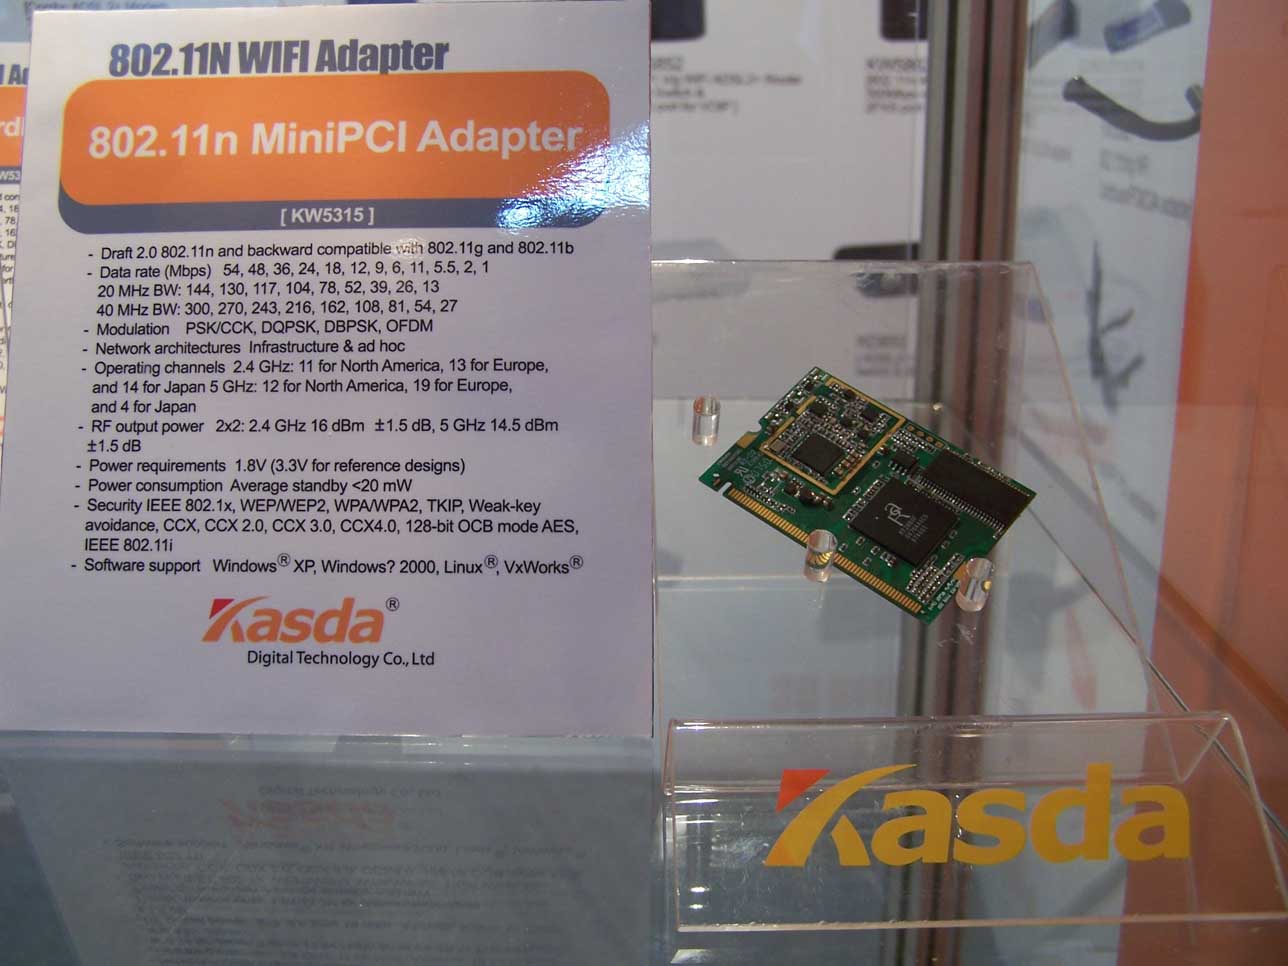 802.11N WIFI Adapter
802.11n MiniPCI Adapter
[ KW5315 ]
- Draft 2.0 802.11n and backward compatible with 802.11g and 802.11b
- Data rate (Mbps) 54, 48, 36, 24, 18, 12, 9, 6, 11, 5.5, 2, 1
20 MHz BW: 144, 130, 117, 104, 78, 52, 39, 26, 13
40 MHz BW: 300, 270, 243, 216, 162, 108, 81, 54, 27
- Modulation PSK/CCK, DQPSK, DBPSK, OFDM
- Network architectures Infrastructure & ad hoc
- Operating channels 2.4 GHz: 11 for North America, 13 for Europe,
and 14 for Japan 5 GHz: 12 for North America, 19 for Europe,
and 4 for Japan
- RF output power 2x2: 2.4 GHz 16 dBm ±1.5 dB, 5 GHz 14.5 dBm
±1.5 dB
- Power requirements 1.8V (3.3V for reference designs)
- Power consumption Average standby <20 mW
- Security IEEE 802.1x, WEP/WEP2, WPA/WPA2, TKIP, Weak-key
avoidance, CCX, CCX 2.0, CCX 3.0, CCX4.0, 128-bit OCB mode AES,
IEEE 802.11i
- Software support Windows® XP, Windows? 2000, Linux®, VxWorks®
Kasda®
Digital Technology Co., Ltd
Kasda